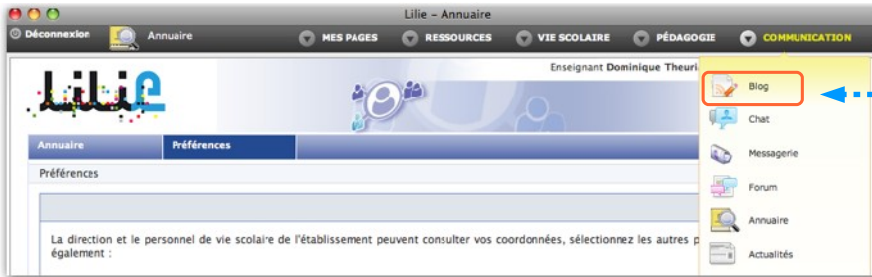 Lilie – Annuaire
Déconnexion Annuaire MES PAGES RESSOURCES VIE SCOLAIRE PÉDAGOGIE COMMUNICATION
lilie
Enseignant Dominique Theuri
Blog
Chat
Messagerie
Forum
Annuaire
Actualités
Annuaire Préférences
Préférences
La direction et le personnel de vie scolaire de l'établissement peuvent consulter vos coordonnées, sélectionnez les autres p
également :